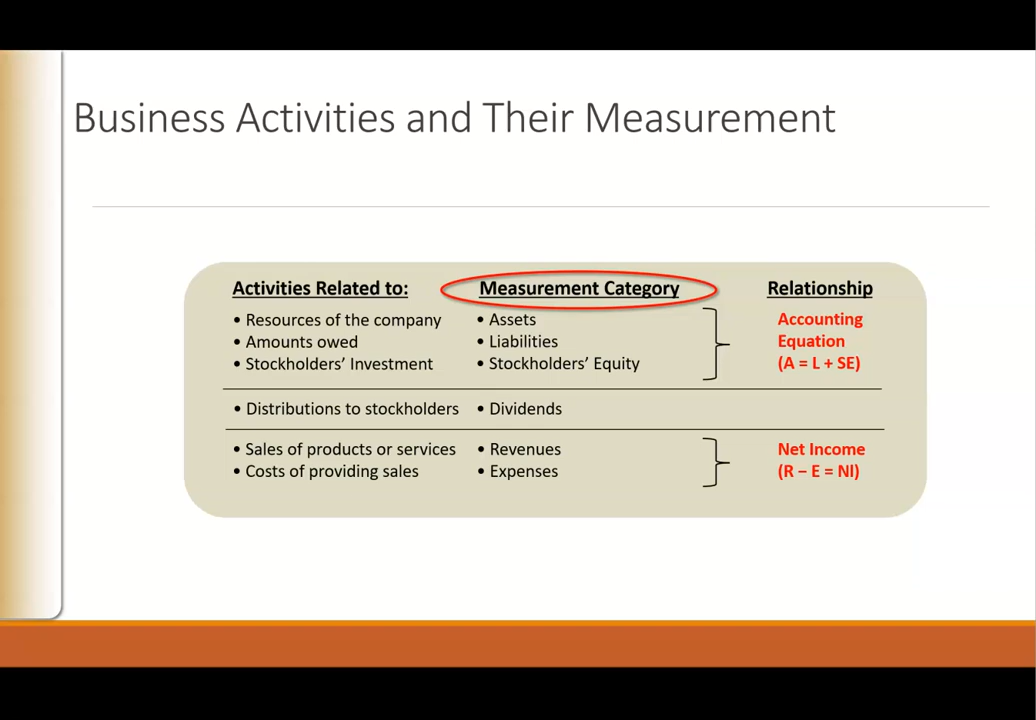 Business Activities and Their Measurement
Activities Related to: Measurement Category Relationship
• Resources of the company • Assets Accounting
• Amounts owed • Liabilities Equation
• Stockholders’ Investment • Stockholders’ Equity (A = L + SE)
• Distributions to stockholders • Dividends
• Sales of products or services • Revenues Net Income
• Costs of providing sales • Expenses (R – E = NI)